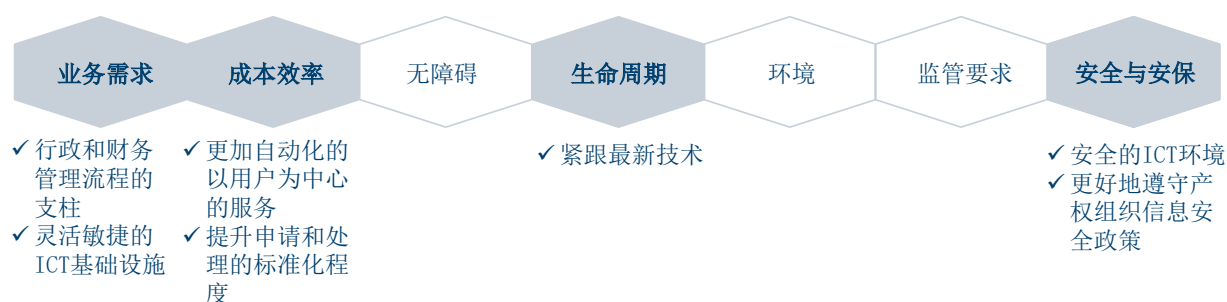 业务需求
成本效率
无障碍
生命周期
环境
监管要求
安全与安保
✓ 行政和财务
管理流程的
支柱
✓ 灵活敏捷的
ICT基础设施
✓ 更加自动化的
以用户为中心
的服务
✓ 提升申请和处
理的标准化程
度
✓ 紧跟最新技术
✓ 安全的ICT环境
✓ 更好地遵守产
权组织信息安
全政策